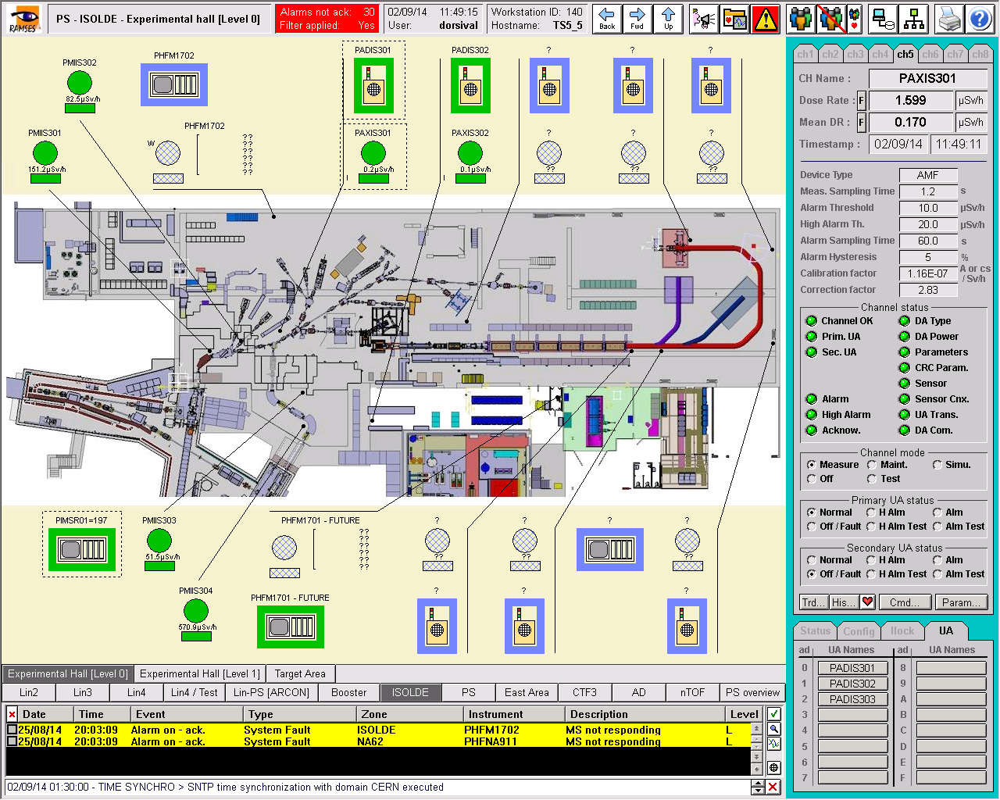 RAMSES
PS - ISOLDE - Experimental hall [Level 0]
Alarms not ack: 30
Filter applied: Yes
02/09/14 11:49:15
User: dorsival
Workstation ID: 140
Hostname: TS5_5
Back
Fwd
Up
PMIIS302
82.5µSv/h
PHFM1702
PADIS301
PADIS302
?
?
?
PMIIS301
151.2µSv/h
PHFM1702
W
??
??
??
??
??
??
PAXIS301
0.2µSv/h
PAXIS302
0.1µSv/h
?
??
?
??
?
??
PIMSR01=197
PMIIS303
51.5µSv/h
PHFM1701 - FUTURE
??
??
??
??
??
??
?
??
?
??
?
?
??
PMIIS304
570.9µSv/h
PHFM1701 - FUTURE
?
?
?
ch1 ch2 ch3 ch4 ch5 ch6 ch7 ch8
CH Name : PAXIS301
Dose Rate : F 1.599 µSv/h
Mean DR : F 0.170 µSv/h
Timestamp : 02/09/14 11:49:11
Device Type AMF
Meas. Sampling Time 1.2 s
Alarm Threshold 10.0 µSv/h
High Alarm Th. 20.0 µSv/h
Alarm Sampling Time 60.0 s
Alarm Hysteresis 5 %
Calibration factor 1.16E-07 A or cs / Sv/h
Correction factor 2.83
Channel status
Channel OK DA Type
Prim. UA DA Power
Sec. UA Parameters
CRC Param.
Sensor
Alarm Sensor Cnx.
High Alarm UA Trans.
Acknow. DA Com.
Channel mode
Measure Maint. Simu.
Off Test
Primary UA status
Normal H Alm Alm
Off / Fault H Alm Test Alm Test
Secondary UA status
Normal H Alm Alm
Off / Fault H Alm Test Alm Test
Trd... His... Cmd... Param...
Status Config Ilock UA
ad UA Names ad UA Names
0 PADIS301 8
1 PADIS302 9
2 PADIS303 A
3 B
4 C
5 D
6 E
7 F
Experimental Hall [Level 0] Experimental Hall [Level 1] Target Area
Lin2 Lin3 Lin4 Lin4 / Test Lin-PS [ARCON] Booster ISOLDE PS East Area CTF3 AD nTOF PS overview
Date Time Event Type Zone Instrument Description Level
25/08/14 20:03:09 Alarm on - ack. System Fault ISOLDE PHFM1702 MS not responding L
25/08/14 20:03:09 Alarm on - ack. System Fault NA62 PHFNA911 MS not responding L
02/09/14 01:30:00 - TIME SYNCHRO > SNTP time synchronization with domain CERN executed